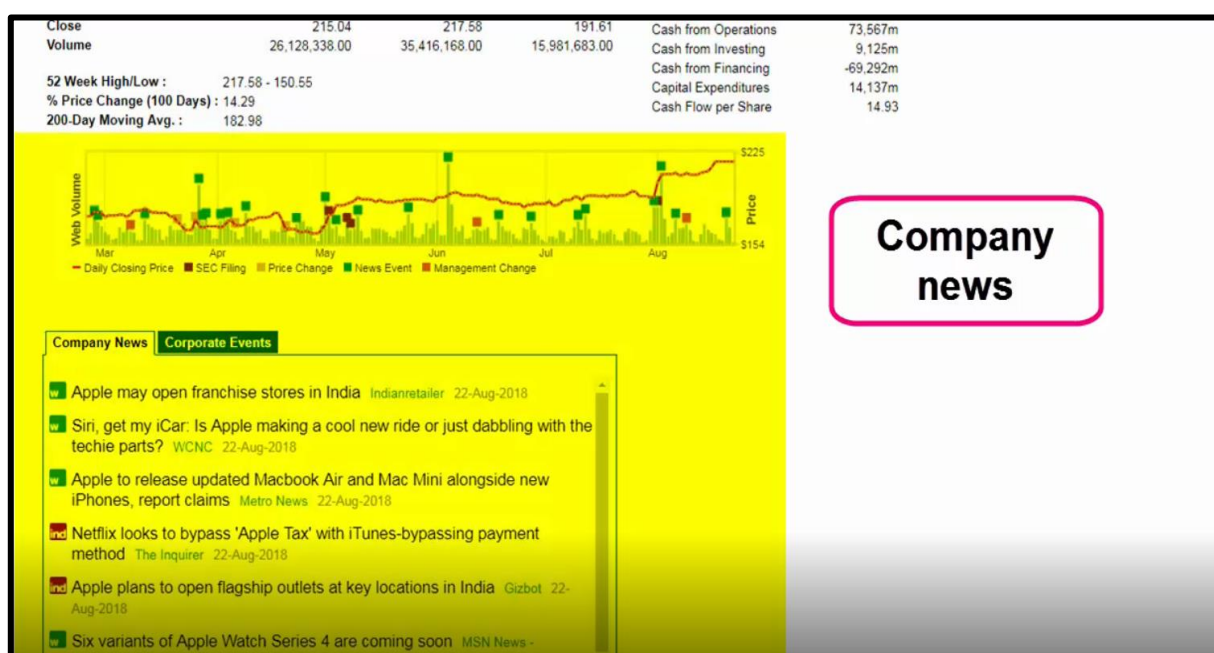 Close 215.04 217.58 191.61
Volume 26,128,338.00 35,416,168.00 15,981,683.00
52 Week High/Low : 217.58 - 150.55
% Price Change (100 Days) : 14.29
200-Day Moving Avg. : 182.98
Cash from Operations 73,567m
Cash from Investing 9,125m
Cash from Financing -69,292m
Capital Expenditures 14,137m
Cash Flow per Share 14.93
Web Volume
$225
Price
$154
Mar Apr May Jun Jul Aug
Daily Closing Price SEC Filing Price Change News Event Management Change
Company
news
Company News Corporate Events
w Apple may open franchise stores in India Indianretailer 22-Aug-2018
w Siri, get my iCar: Is Apple making a cool new ride or just dabbling with the
techie parts? WCNC 22-Aug-2018
w Apple to release updated Macbook Air and Mac Mini alongside new
iPhones, report claims Metro News 22-Aug-2018
ind Netflix looks to bypass 'Apple Tax' with iTunes-bypassing payment
method The Inquirer 22-Aug-2018
ind Apple plans to open flagship outlets at key locations in India Gizbot 22-
Aug-2018
w Six variants of Apple Watch Series 4 are coming soon MSN News -